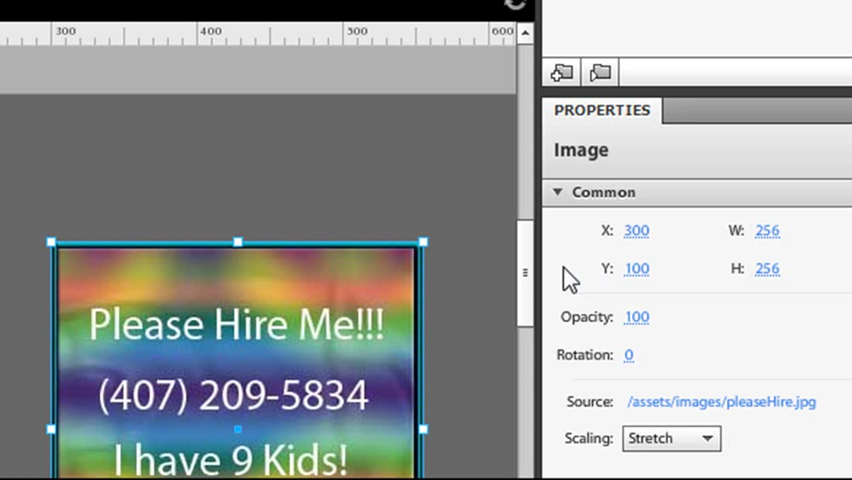 300 400 500 600
PROPERTIES
Image
Common
X: 300 W: 256
Y: 100 H: 256
Opacity: 100
Rotation: 0
Source: /assets/images/pleaseHire.jpg
Scaling: Stretch
Please Hire Me!!!
(407) 209-5834
I have 9 Kids!